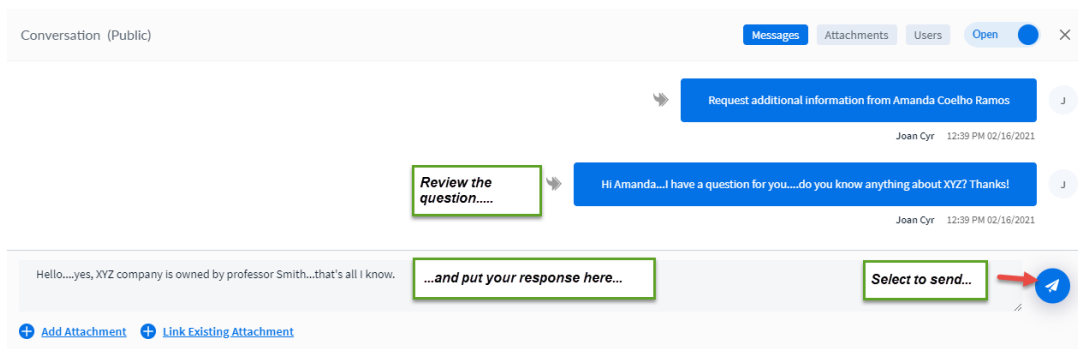 Conversation (Public)
Messages
Attachments
Users
Open
Request additional information from Amanda Coelho Ramos
J
Joan Cyr 12:39 PM 02/16/2021
Review the
question.....
Hi Amanda...I have a question for you....do you know anything about XYZ? Thanks!
J
Joan Cyr 12:39 PM 02/16/2021
Hello....yes, XYZ company is owned by professor Smith...that's all I know.
...and put your response here...
Select to send...
Add Attachment
Link Existing Attachment